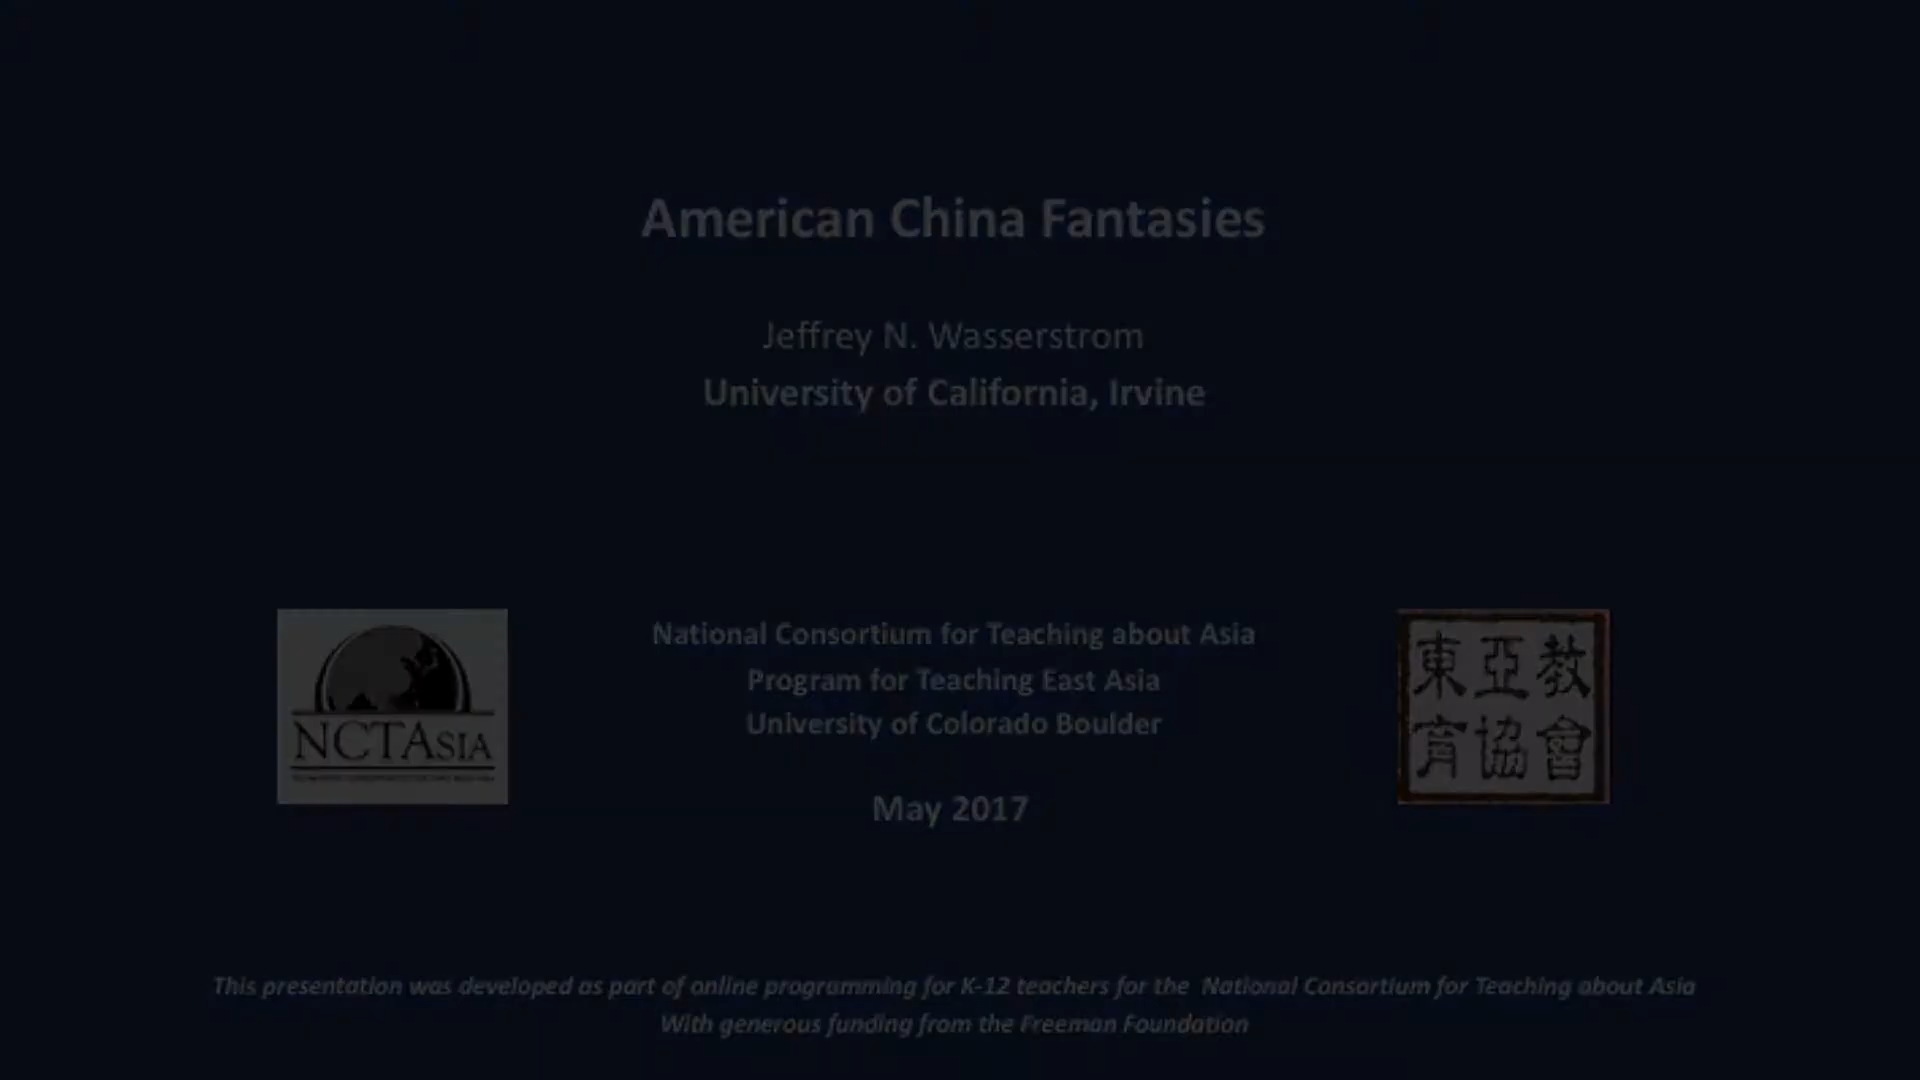 American China Fantasies
Jeffrey N. Wasserstrom
University of California, Irvine
NCTASIA
National Consortium for Teaching about Asia
Program for Teaching East Asia
University of Colorado Boulder
May 2017
東亞教
育協會
This presentation was developed as part of online programming for K-12 teachers for the National Consortium for Teaching about Asia
With generous funding from the Freeman Foundation